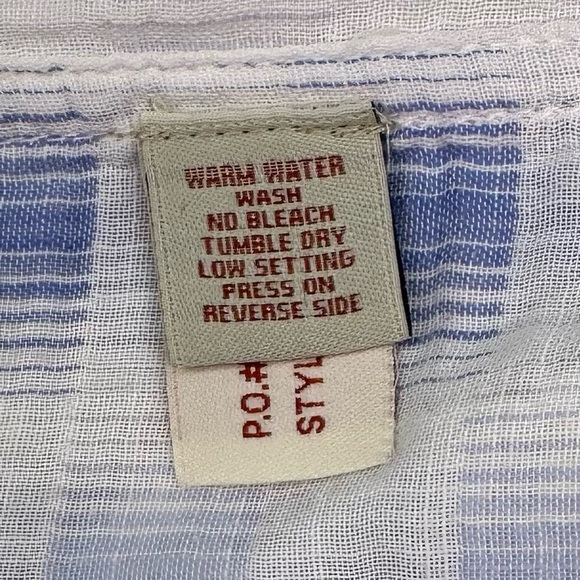 WARM WATER
WASH
NO BLEACH
TUMBLE DRY
LOW SETTING
PRESS ON
REVERSE SIDE
P.O.#
STYL